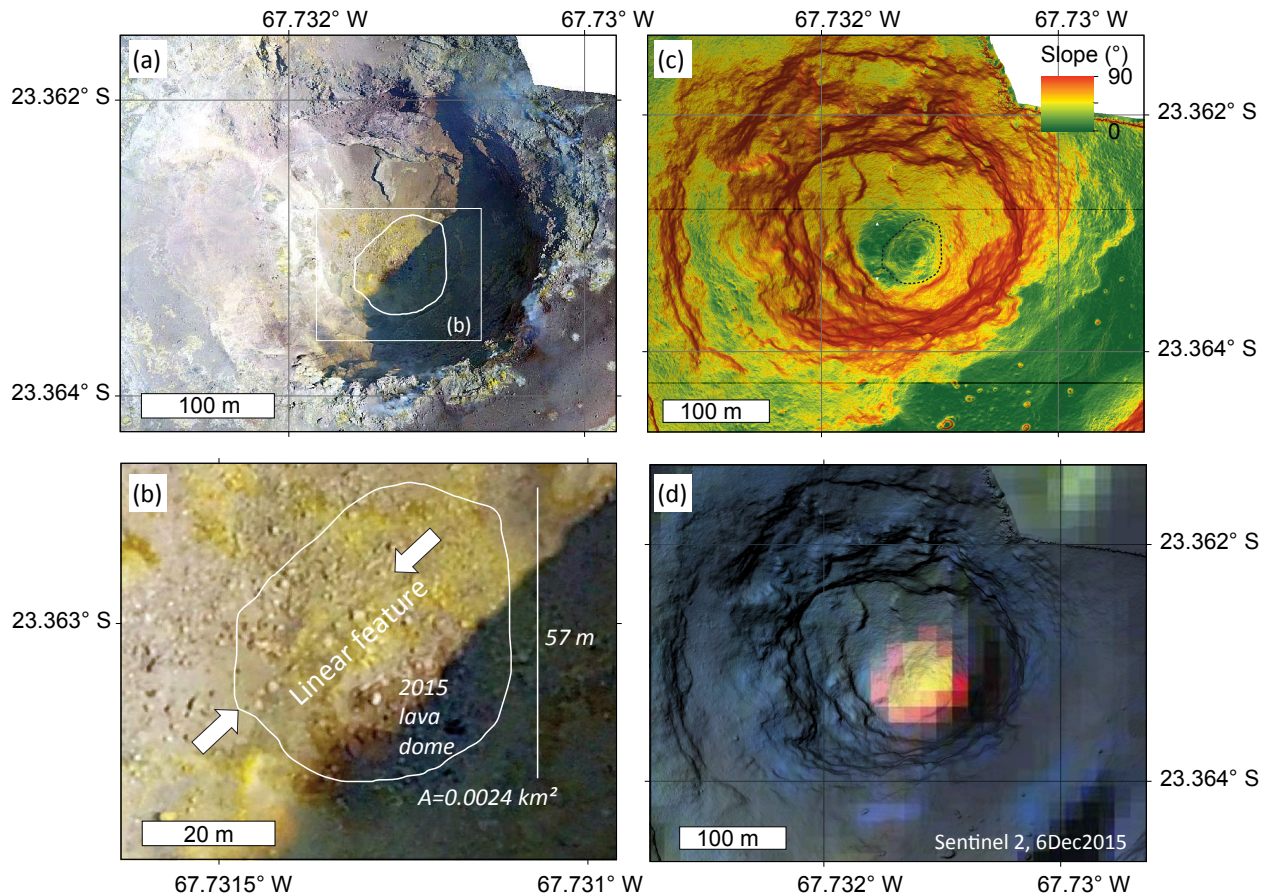 67.732° W
67.73° W
67.732° W
67.73° W
(a)
(c)
Slope (°)
90
0
23.362° S
23.362° S
(b)
23.364° S
23.364° S
100 m
100 m
(b)
(d)
23.362° S
Linear feature
23.363° S
57 m
2015
lava
dome
A=0.0024 km²
23.364° S
20 m
100 m
Sentinel 2, 6Dec2015
67.7315° W
67.731° W
67.732° W
67.73° W